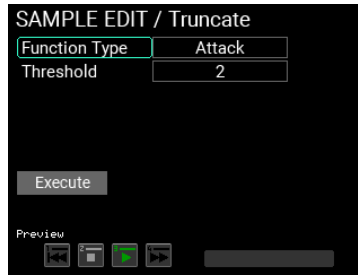 SAMPLE EDIT / Truncate
Function Type Attack
Threshold 2
Execute
Preview